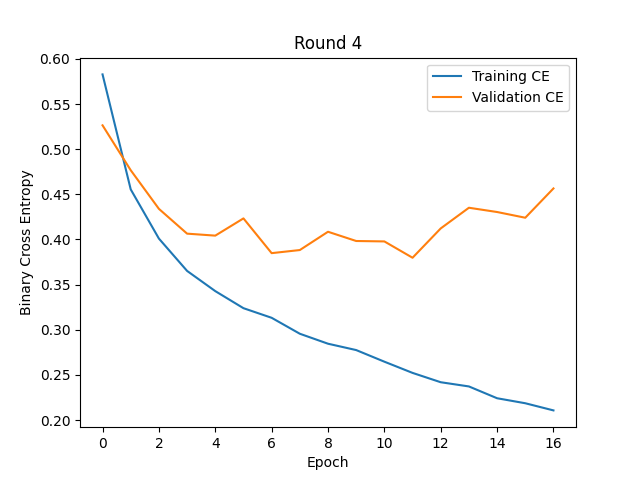 Round 4
Training CE
Validation CE
Binary Cross Entropy
0.60
0.55
0.50
0.45
0.40
0.35
0.30
0.25
0.20
0 2 4 6 8 10 12 14 16
Epoch